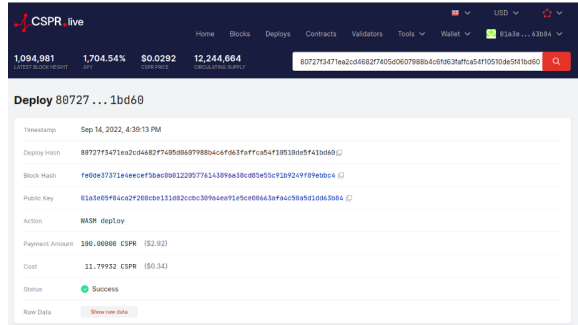 CSPR.live
USD
Home Blocks Deploys Contracts Validators Tools Wallet 01a3e...63b84
1,094,981 1,704.54% $0.0292 12,244,664
LATEST BLOCK HEIGHT APY CSPR PRICE CIRCULATING SUPPLY
80727f3471ea2cd4682f7405d0607988b4c6fd63faffca54f10510de5f41bd60
Deploy 80727...1bd60
Timestamp Sep 14, 2022, 4:39:13 PM
Deploy Hash 80727f3471ea2cd4682f7405d0607988b4c6fd63faffca54f10510de5f41bd60
Block Hash fe0de37371e4eecef5bac0b012205776143896a38cd85e55c91b9249f89ebbc4
Public Key 01a3e05f04ca2f208cbe131d82ccbc309a4ea91e5ce08663afa4c50a5d1dd63b84
Action WASM deploy
Payment Amount 100.00000 CSPR ($2.92)
Cost 11.79932 CSPR ($0.34)
Status Success
Raw Data Show raw data